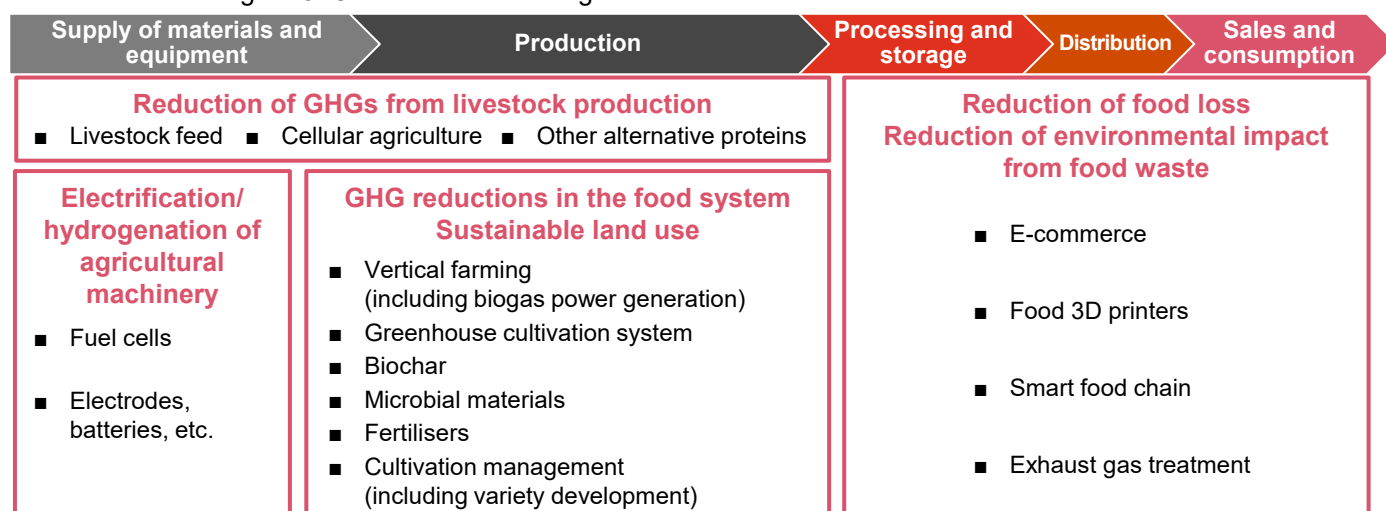 Supply of materials and
equipment
Production
Processing and
storage
Distribution
Sales and
consumption
Reduction of GHGs from livestock production
■ Livestock feed ■ Cellular agriculture ■ Other alternative proteins
Electrification/
hydrogenation of
agricultural
machinery
■ Fuel cells
■ Electrodes,
batteries, etc.
GHG reductions in the food system
Sustainable land use
■ Vertical farming
(including biogas power generation)
■ Greenhouse cultivation system
■ Biochar
■ Microbial materials
■ Fertilisers
■ Cultivation management
(including variety development)
Reduction of food loss
Reduction of environmental impact
from food waste
■ E-commerce
■ Food 3D printers
■ Smart food chain
■ Exhaust gas treatment